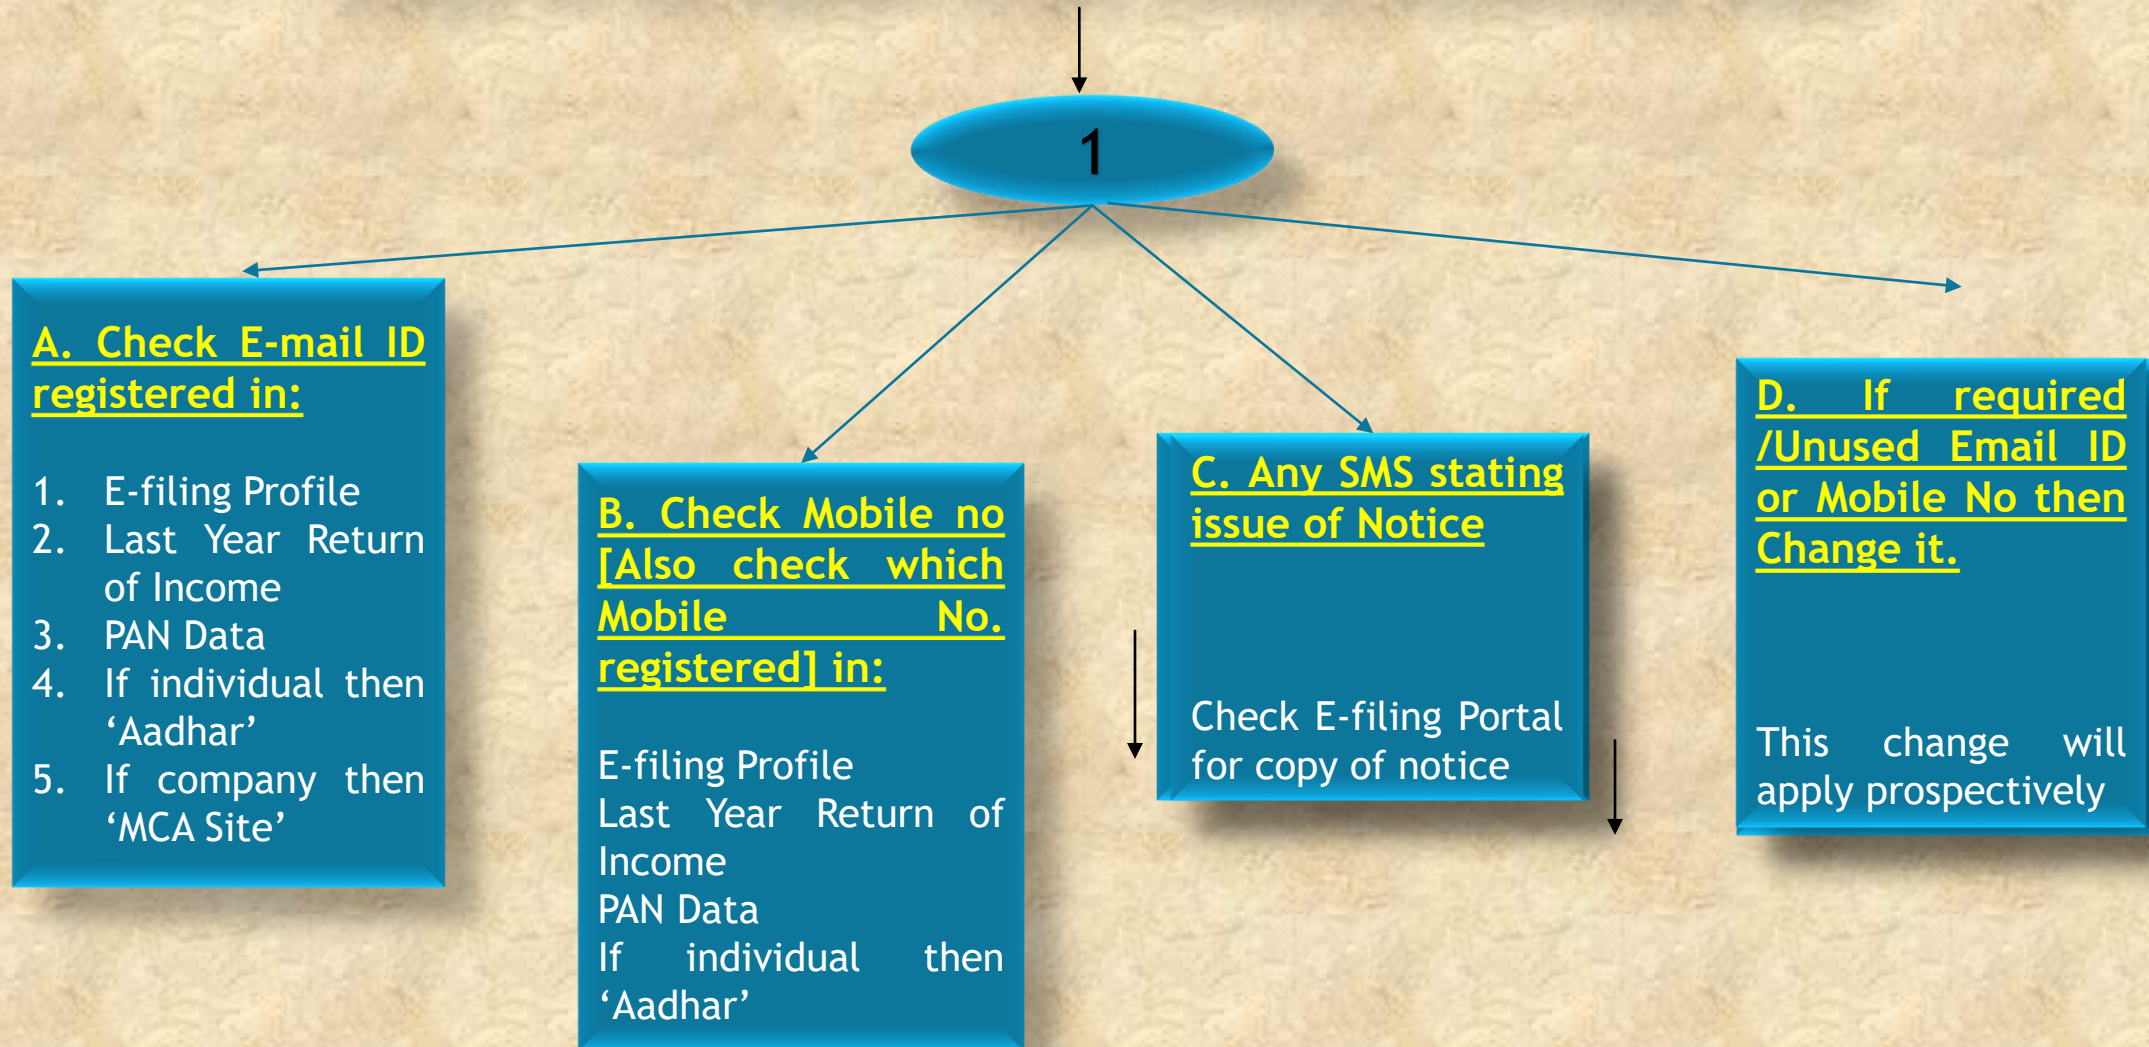 1
A. Check E-mail ID
registered in:
1. E-filing Profile
2. Last Year Return
of Income
3. PAN Data
4. If individual then
‘Aadhar’
5. If company then
‘MCA Site’
B. Check Mobile no
[Also check which
Mobile No.
registered] in:
E-filing Profile
Last Year Return of
Income
PAN Data
If individual then
‘Aadhar’
C. Any SMS stating
issue of Notice
Check E-filing Portal
for copy of notice
D. If required
/Unused Email ID
or Mobile No then
Change it.
This change will
apply prospectively